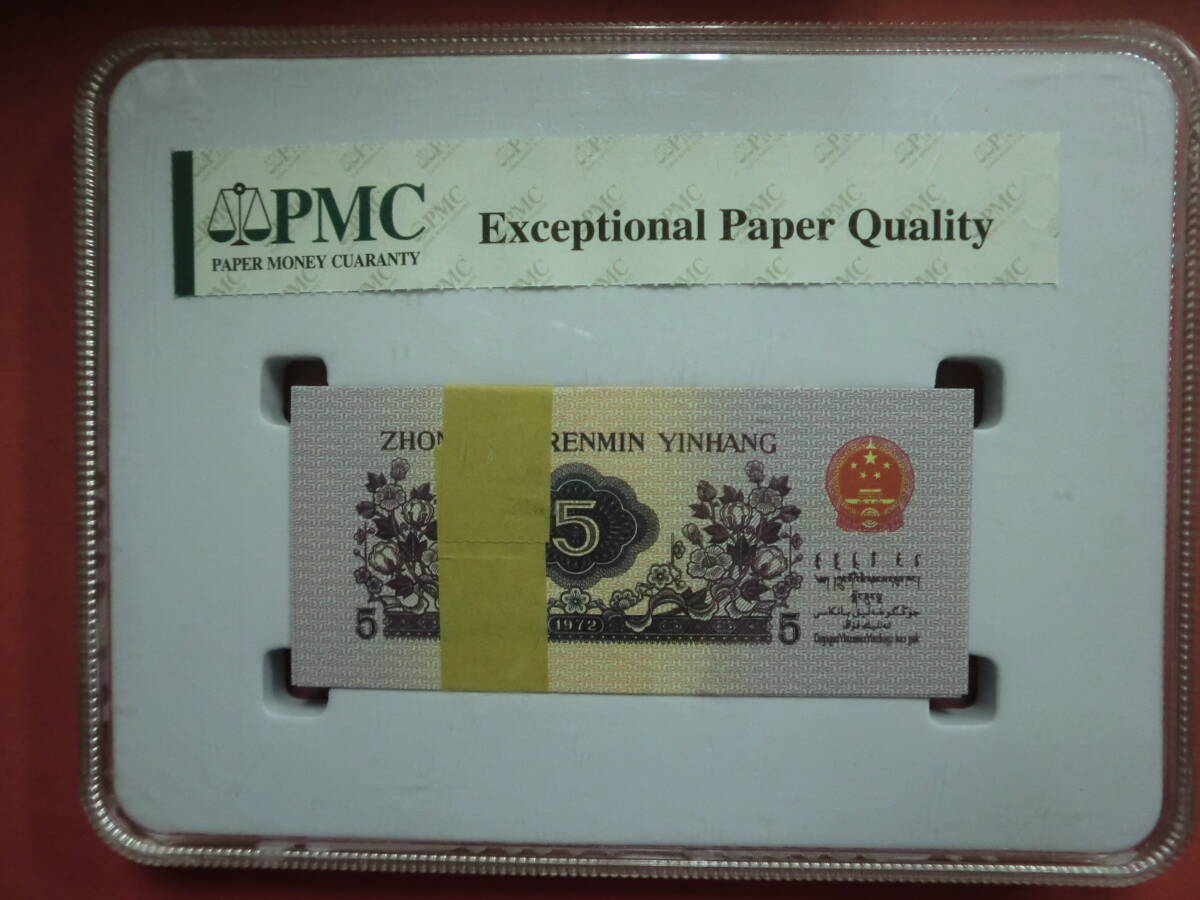 PMC
PAPER MONEY CUARANTY
Exceptional Paper Quality
ZHON RENMIN YINHANG
5
5 1972 5